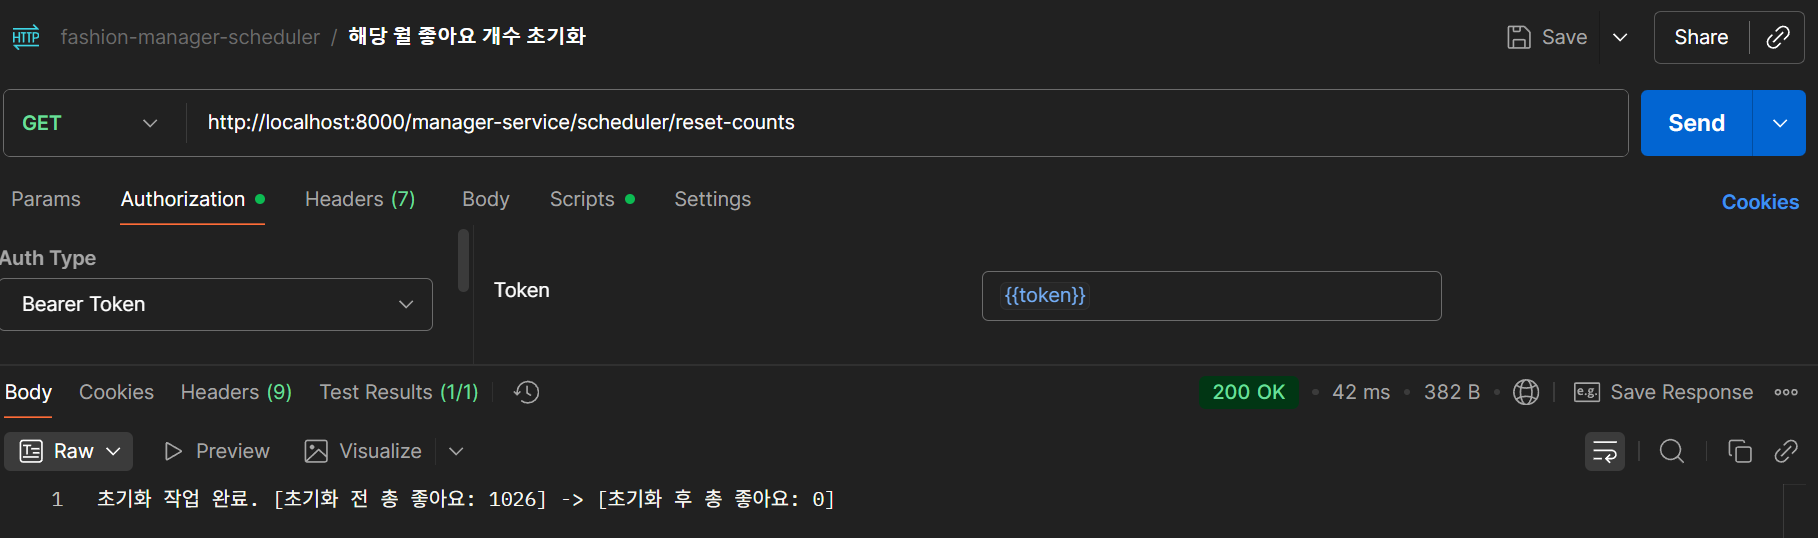 HTTP fashion-manager-scheduler / 해당 월 좋아요 개수 초기화 Save Share
GET http://localhost:8000/manager-service/scheduler/reset-counts Send
Params Authorization Headers (7) Body Scripts Settings Cookies
Auth Type
Bearer Token
Token {{token}}
Body Cookies Headers (9) Test Results (1/1) 200 OK • 42 ms • 382 B • e.g. Save Response
Raw Preview Visualize
1 초기화 작업 완료. [초기화 전 총 좋아요: 1026] -> [초기화 후 총 좋아요: 0]